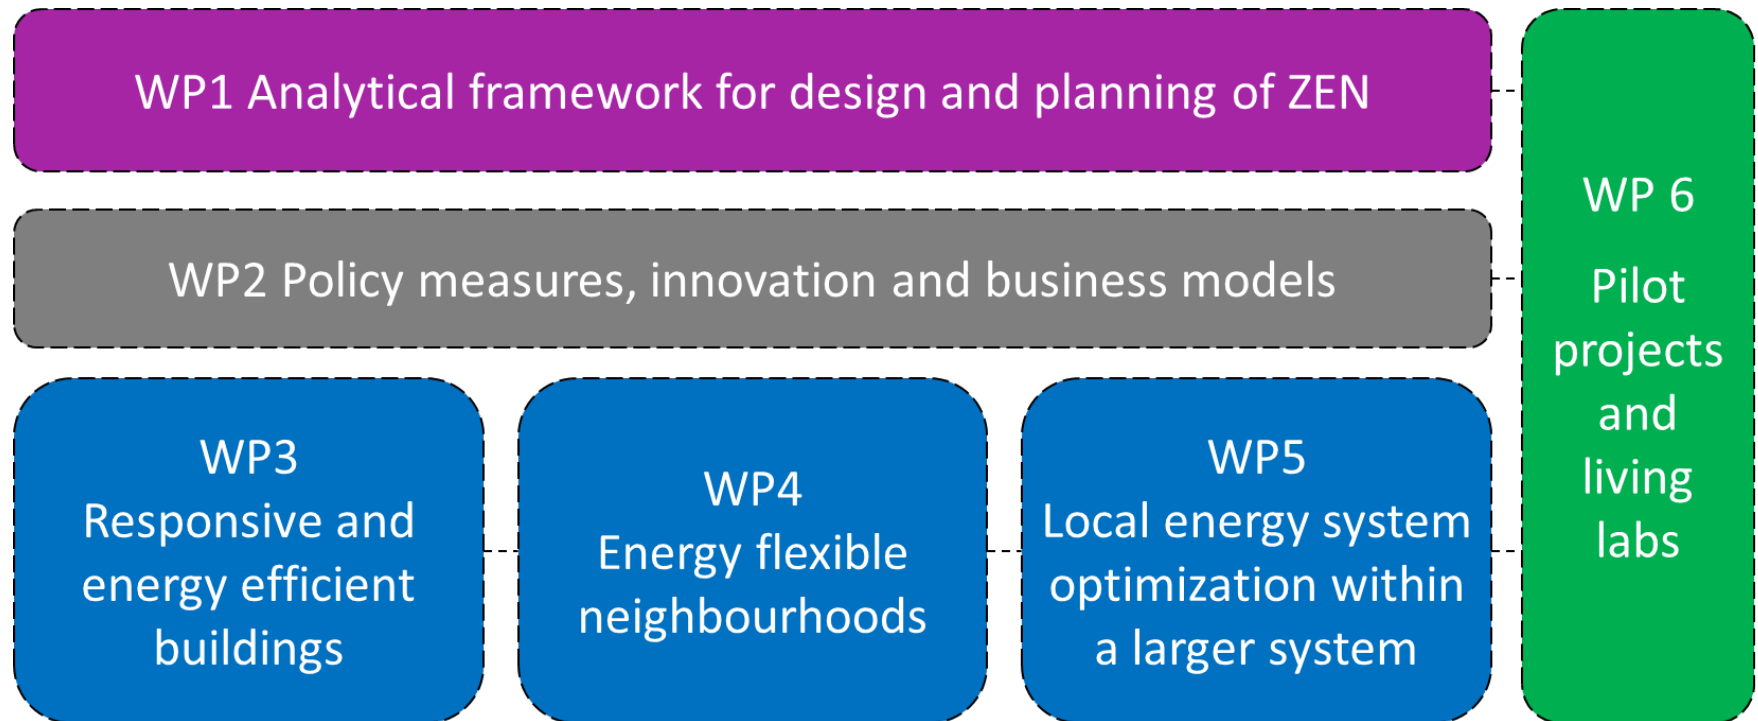 WP1 Analytical framework for design and planning of ZEN
WP2 Policy measures, innovation and business models
WP3
Responsive and
energy efficient
buildings
WP4
Energy flexible
neighbourhoods
WP5
Local energy system
optimization within
a larger system
WP 6
Pilot
projects
and
living
labs